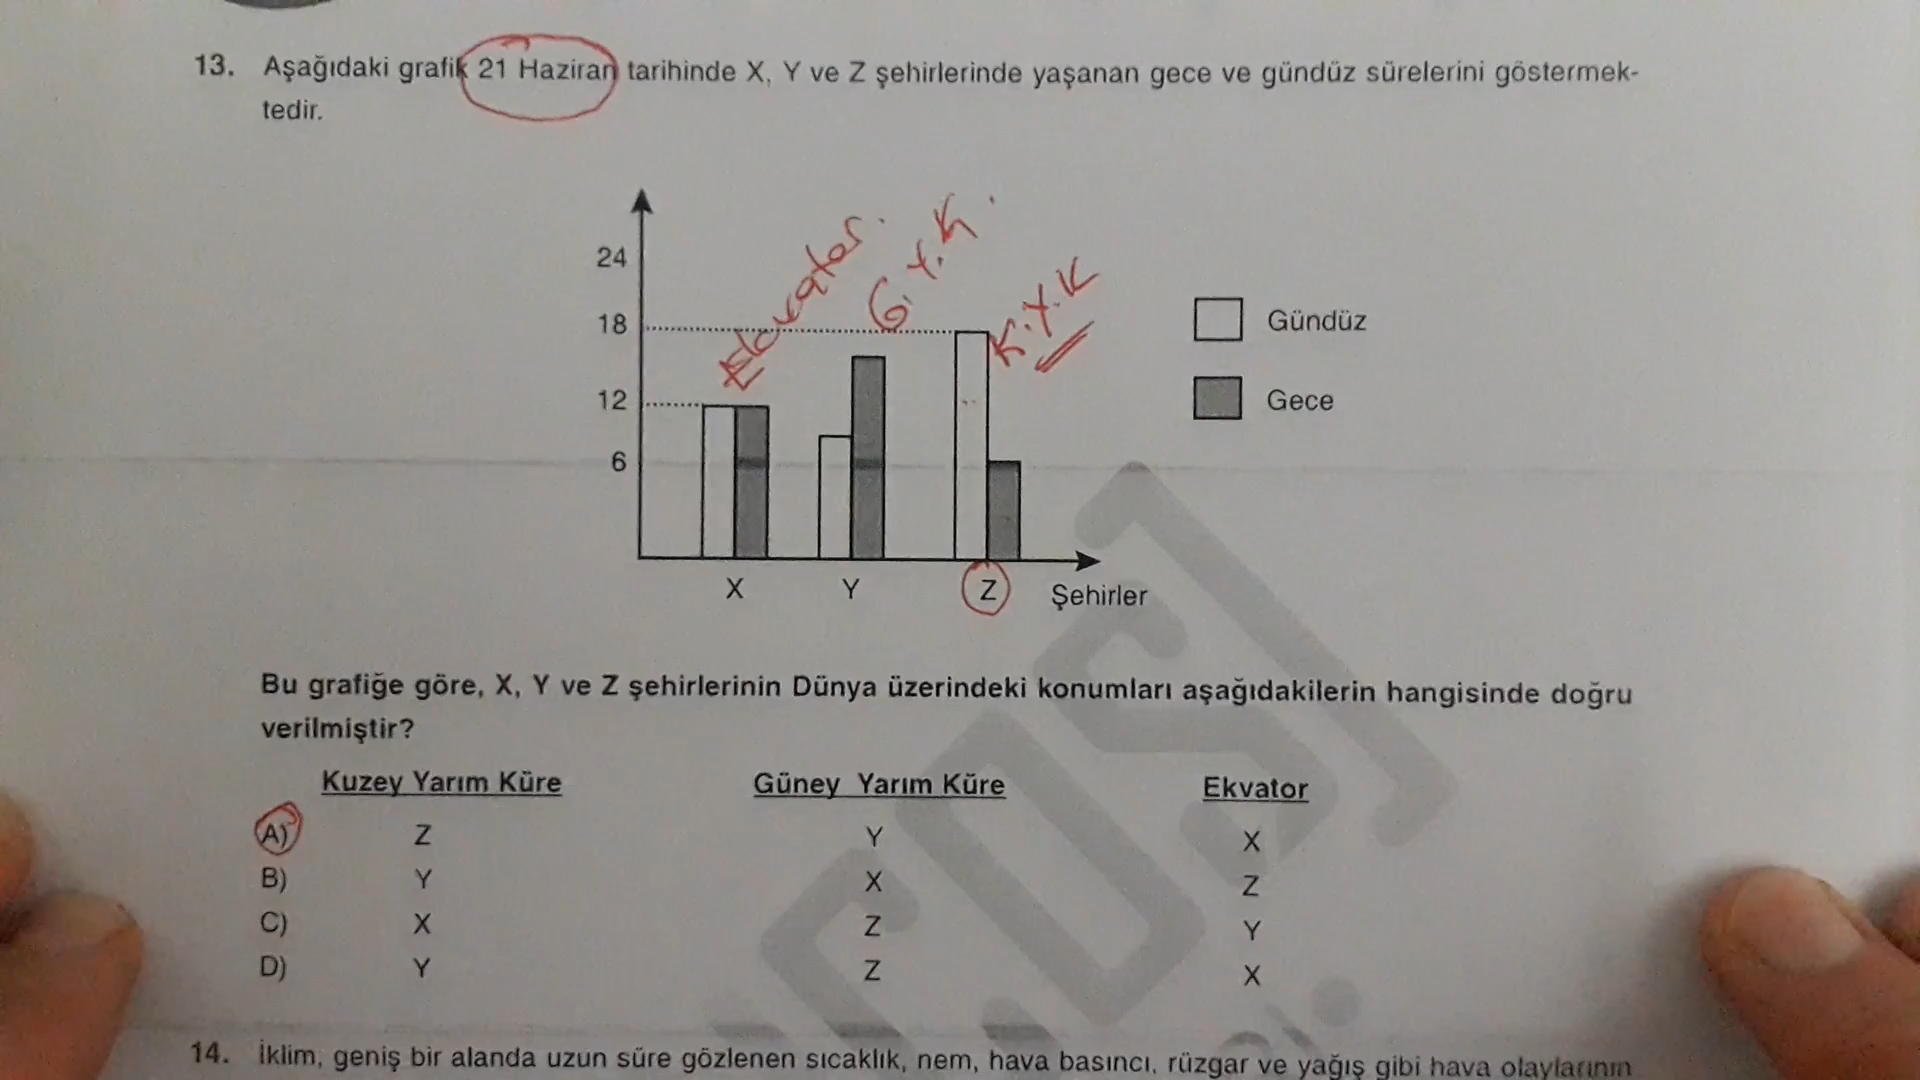 13. Aşağıdaki grafik 21 Haziran tarihinde X, Y ve Z şehirlerinde yaşanan gece ve gündüz sürelerini göstermek-
tedir.
24
18
12
6
Ekvator.
G.Y.K.
K.Y.K
Gündüz
Gece
X Y Z Şehirler
Bu grafiğe göre, X, Y ve Z şehirlerinin Dünya üzerindeki konumları aşağıdakilerin hangisinde doğru
verilmiştir?
Kuzey Yarım Küre Güney Yarım Küre Ekvator
A) Z Y X
B) Y X Z
C) X Z Y
D) Y Z X
14. İklim, geniş bir alanda uzun süre gözlenen sıcaklık, nem, hava basıncı, rüzgar ve yağış gibi hava olaylarının